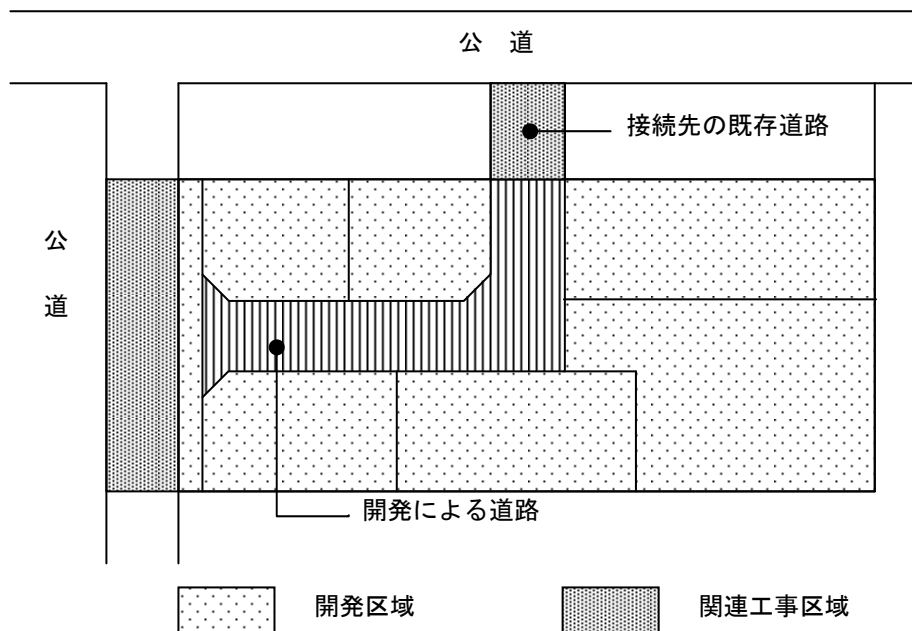 公 道
接続先の既存道路
公
道
開発による道路
開発区域
関連工事区域